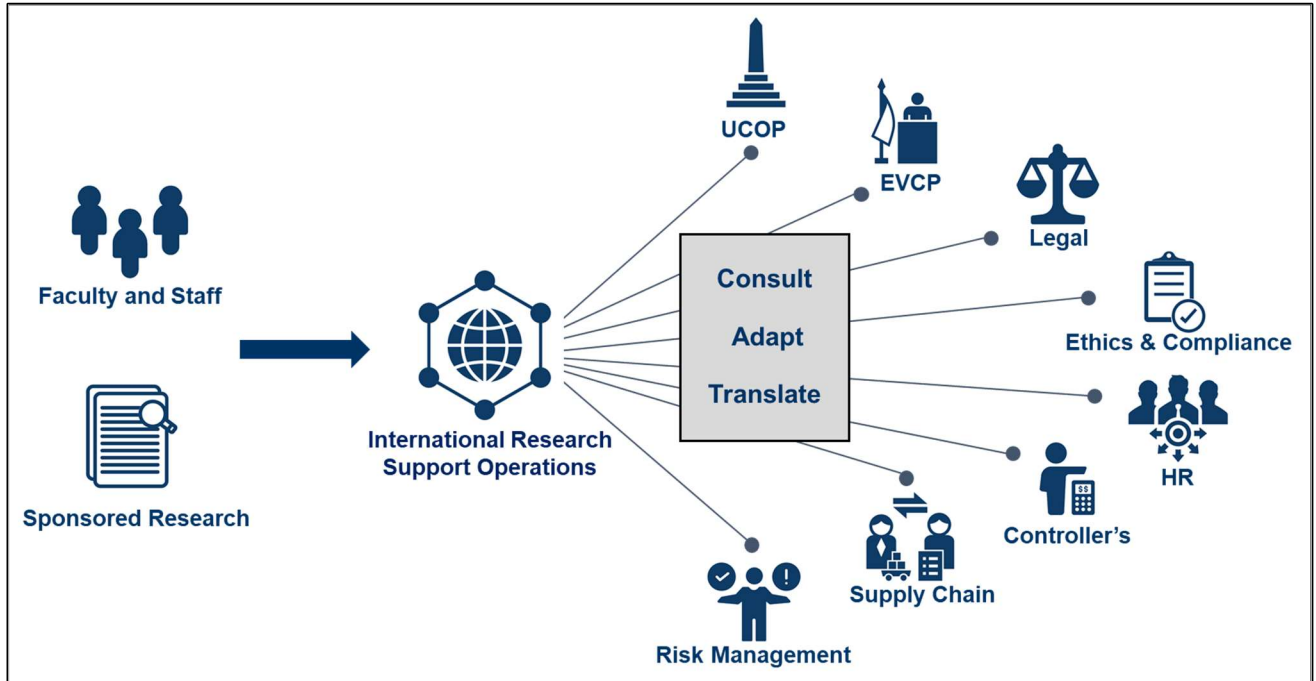 UCOP
EVCP
Legal
Faculty and Staff
Consult
Adapt
Translate
Ethics & Compliance
International Research
Support Operations
HR
Sponsored Research
$$
Controller's
Supply Chain
Risk Management